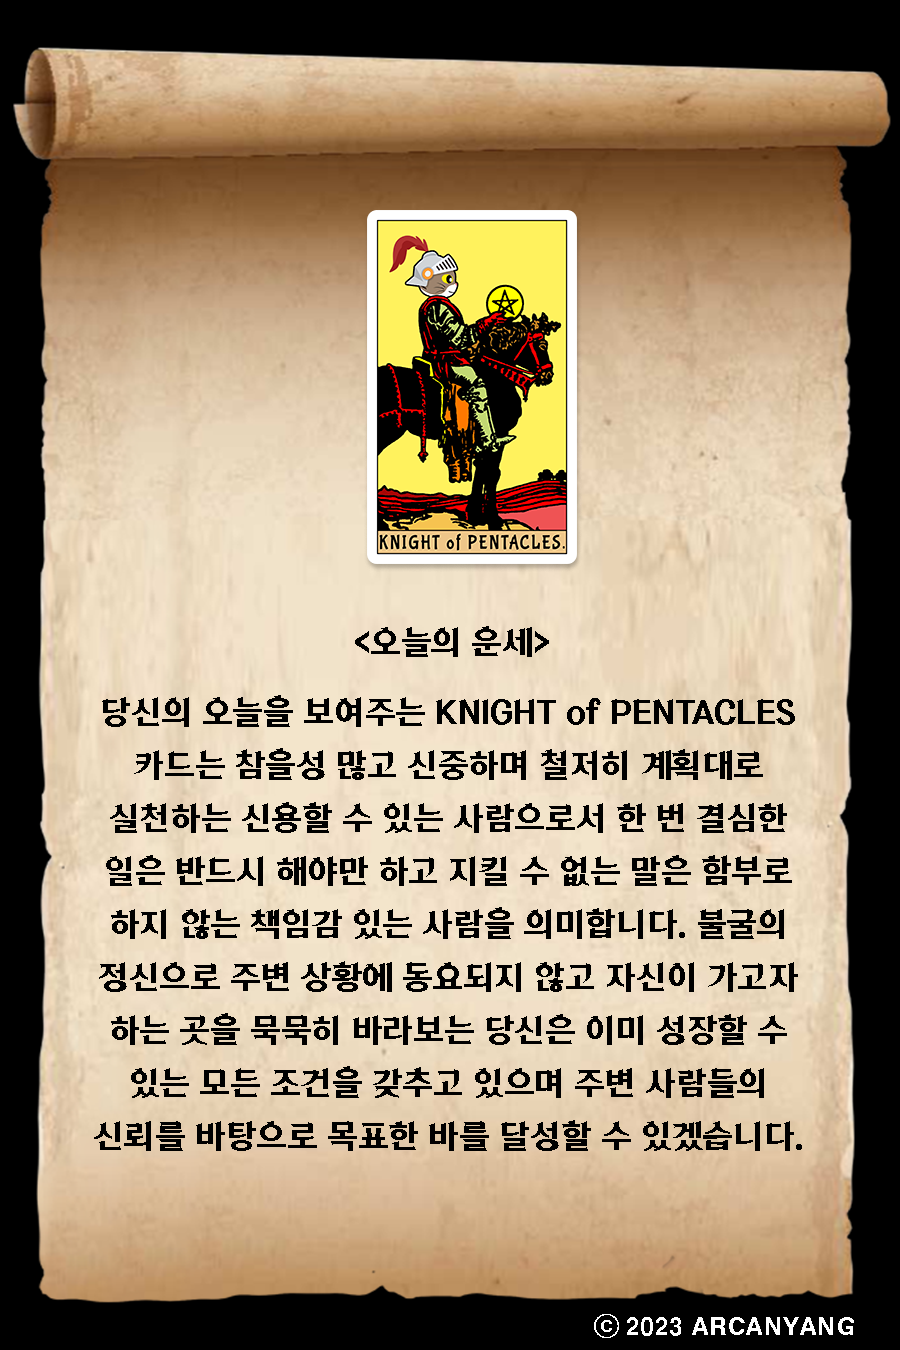 KNIGHT of PENTACLES.
<오늘의 운세>
당신의 오늘을 보여주는 KNIGHT of PENTACLES
카드는 참을성 많고 신중하며 철저히 계획대로
실천하는 신용할 수 있는 사람으로서 한 번 결심한
일은 반드시 해야만 하고 지킬 수 없는 말은 함부로
하지 않는 책임감 있는 사람을 의미합니다. 불굴의
정신으로 주변 상황에 동요되지 않고 자신이 가고자
하는 곳을 묵묵히 바라보는 당신은 이미 성장할 수
있는 모든 조건을 갖추고 있으며 주변 사람들의
신뢰를 바탕으로 목표한 바를 달성할 수 있겠습니다.
ⓒ 2023 ARCANYANG